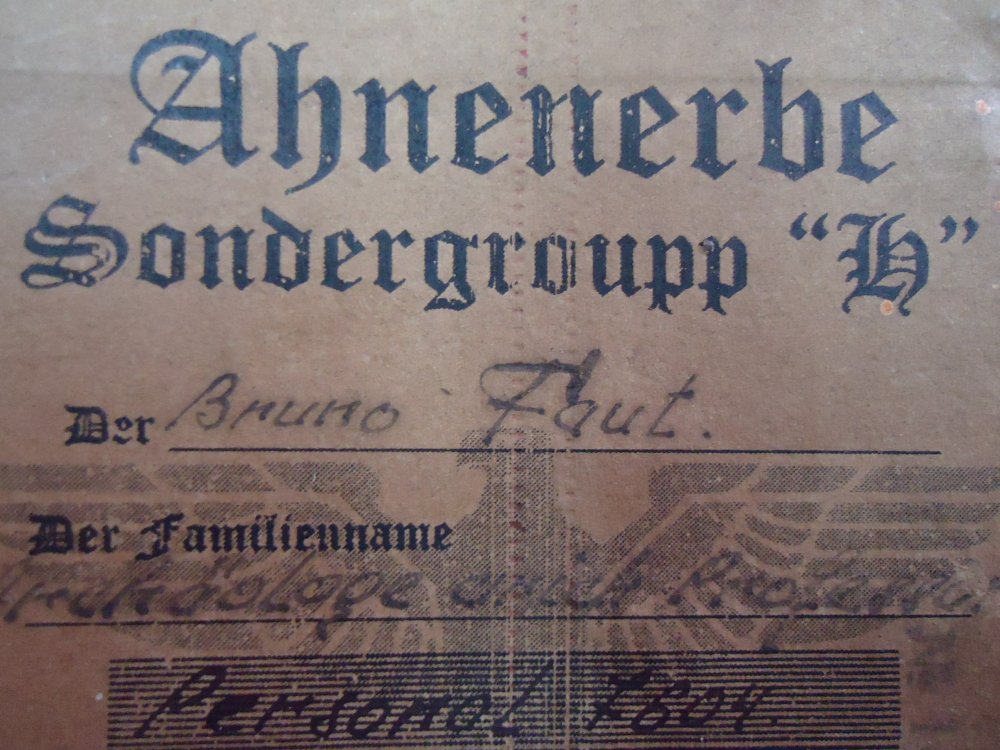 Ahnenerbe
Sondergroupp “H”
Der Bruno Faut.
Der Familienname
Archäologe
Personal